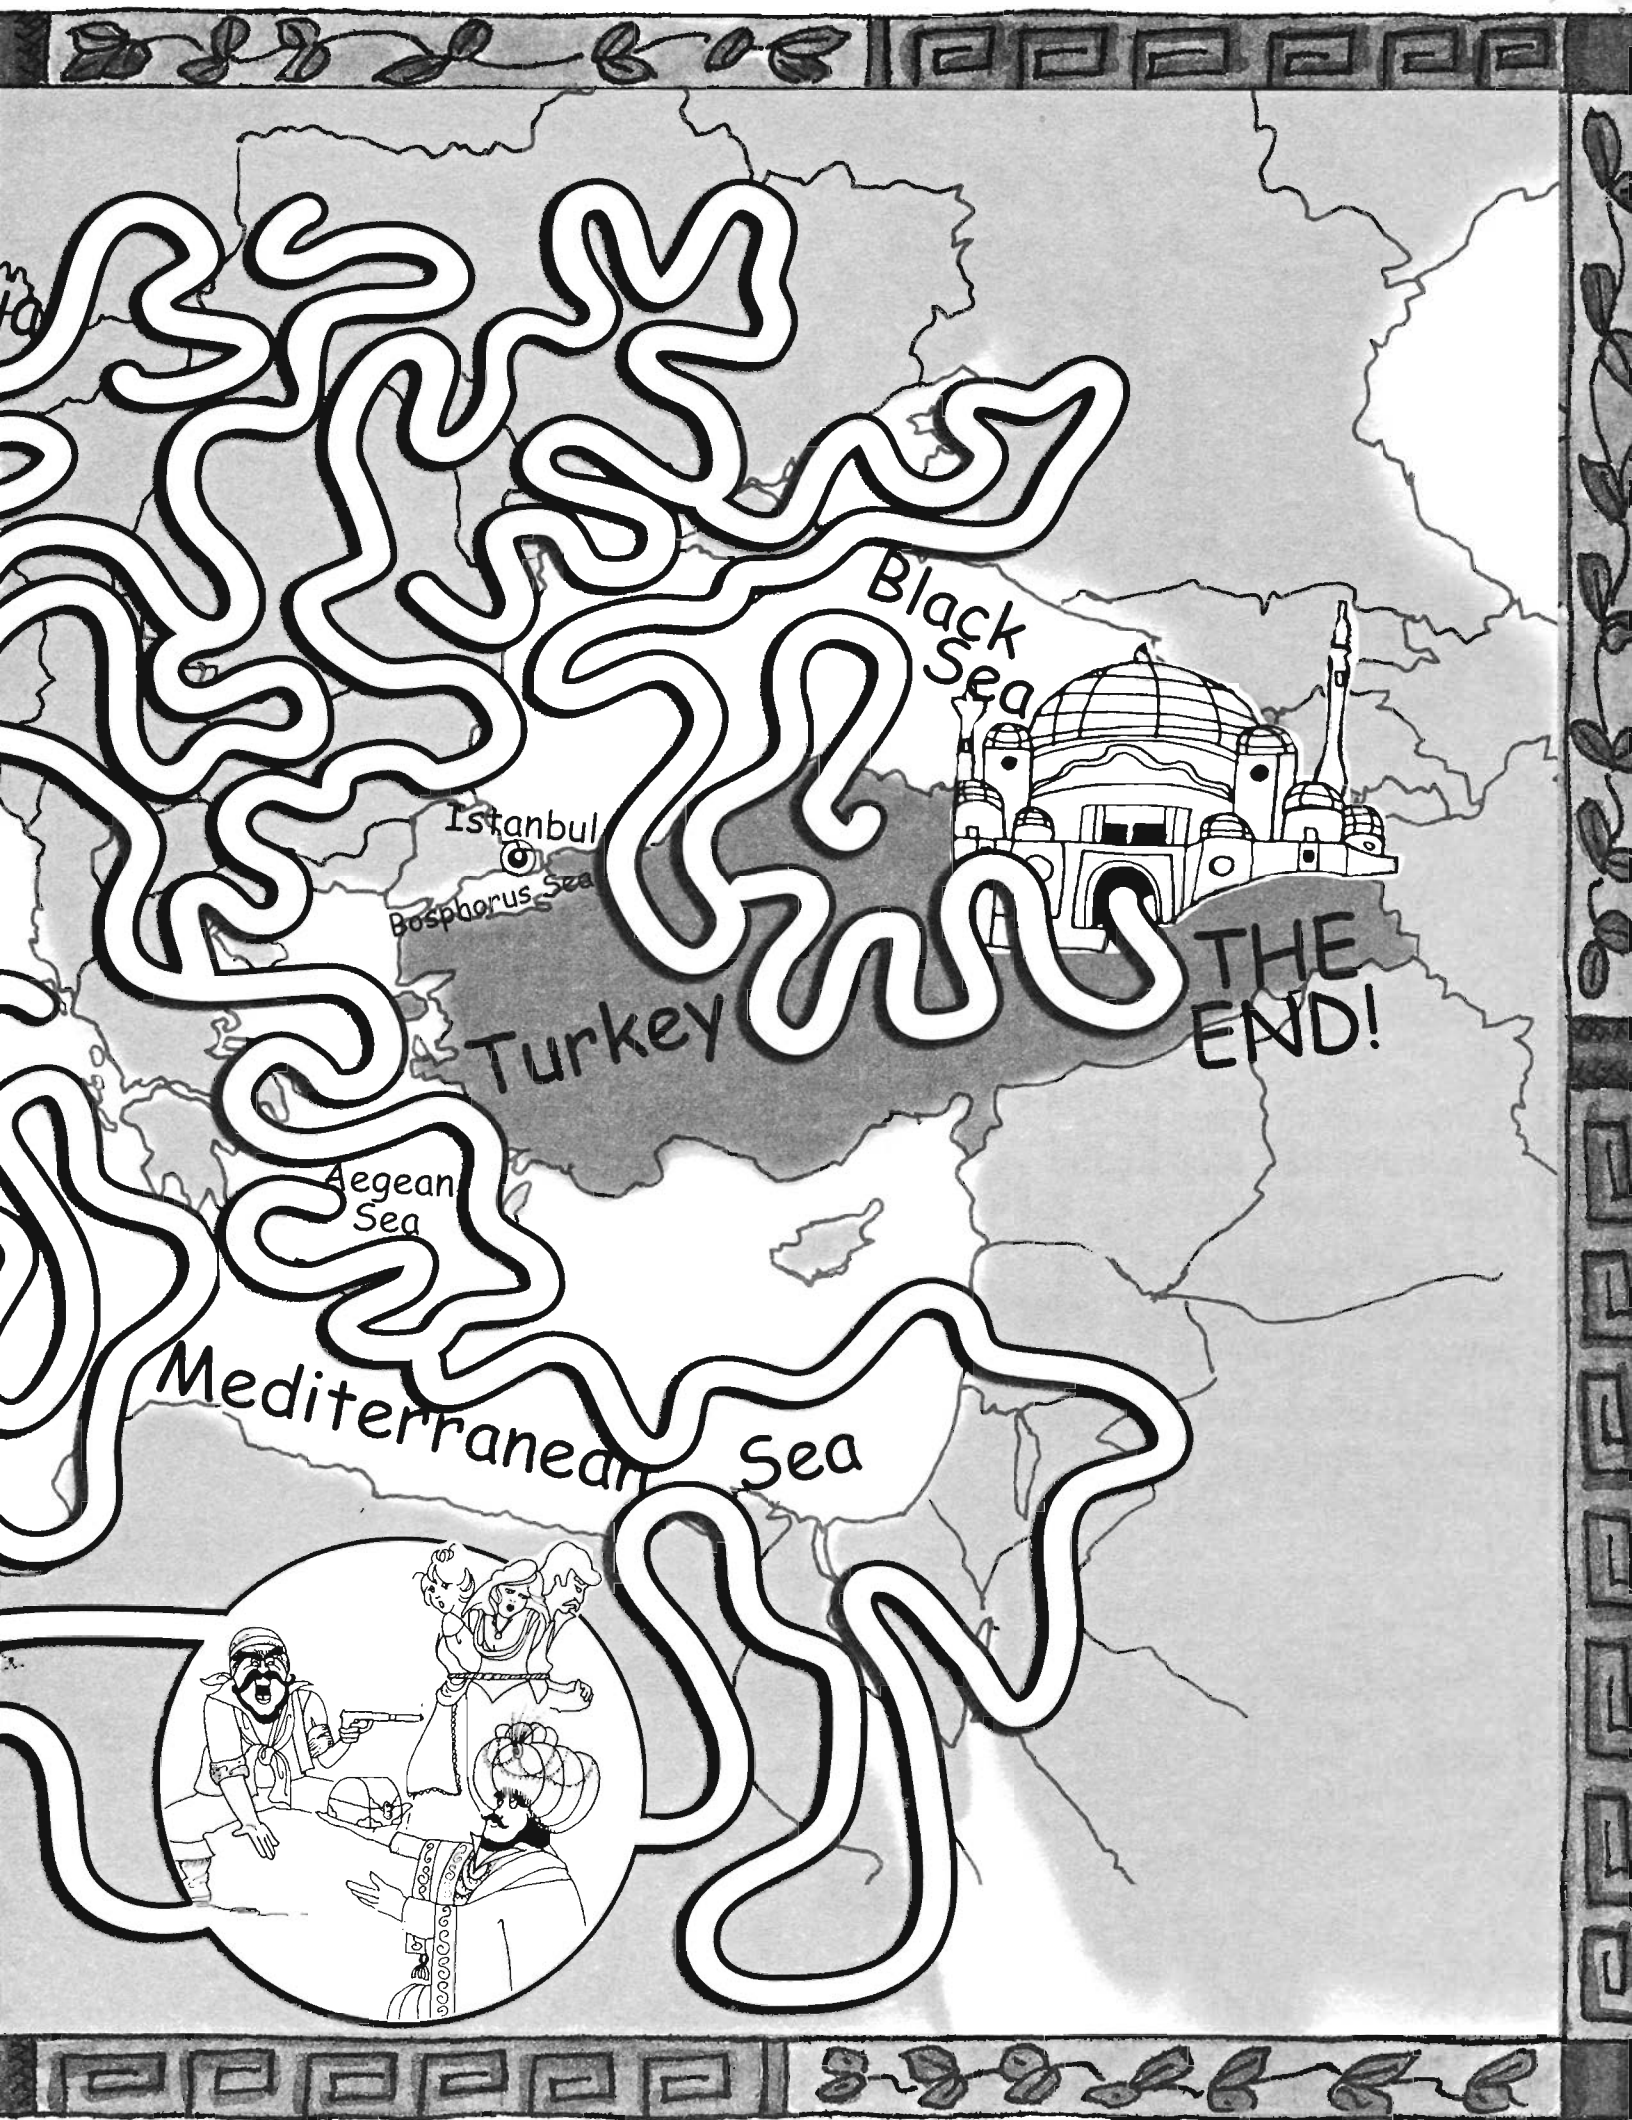 Black
Sea
Istanbul
Bosphorus Sea
THE
END!
Turkey
Aegean
Sea
Mediterranean Sea